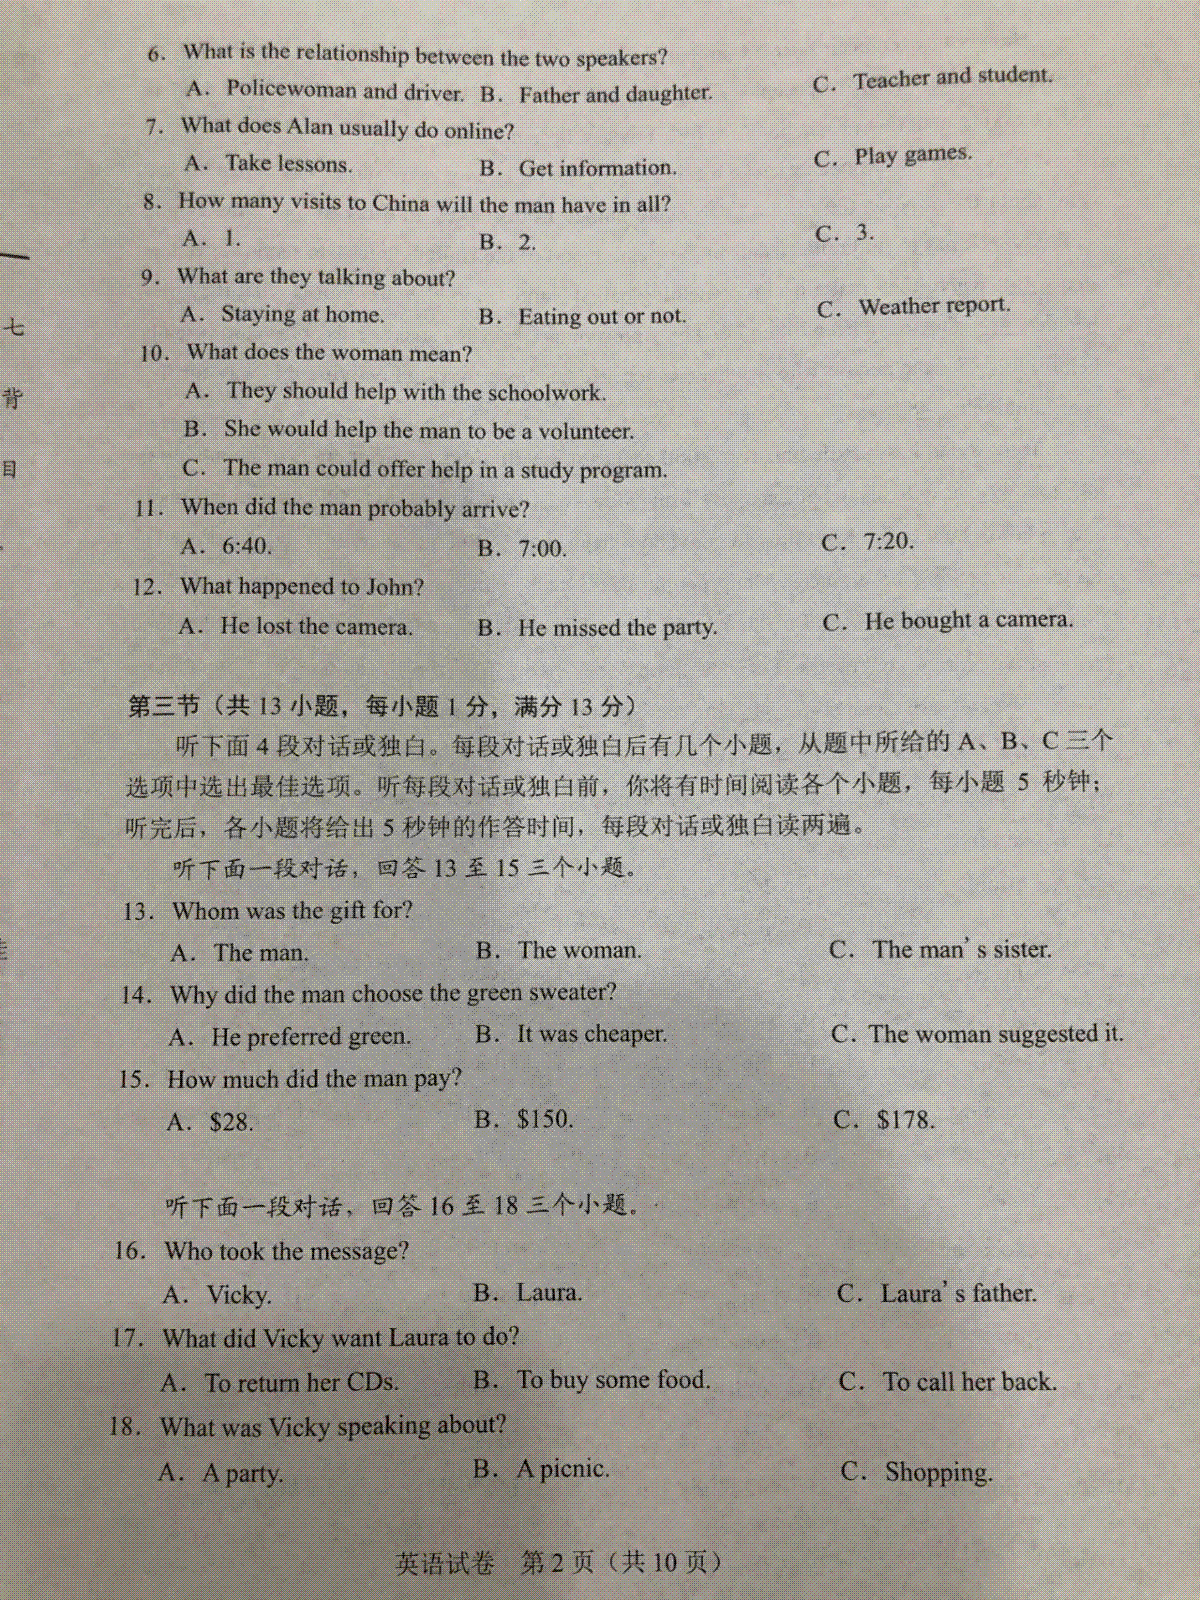 6. What is the relationship between the two speakers?
A. Policewoman and driver. B. Father and daughter. C. Teacher and student.
7. What does Alan usually do online?
A. Take lessons. B. Get information. C. Play games.
8. How many visits to China will the man have in all?
A. 1. B. 2. C. 3.
9. What are they talking about?
A. Staying at home. B. Eating out or not. C. Weather report.
10. What does the woman mean?
A. They should help with the schoolwork.
B. She would help the man to be a volunteer.
C. The man could offer help in a study program.
11. When did the man probably arrive?
A. 6:40. B. 7:00. C. 7:20.
12. What happened to John?
A. He lost the camera. B. He missed the party. C. He bought a camera.
第三节（共 13 小题，每小题 1 分，满分 13 分）
听下面 4 段对话或独白。每段对话或独白后有几个小题，从题中所给的 A、B、C 三个
选项中选出最佳选项。听每段对话或独白前，你将有时间阅读各个小题，每小题 5 秒钟；
听完后，各小题将给出 5 秒钟的作答时间，每段对话或独白读两遍。
听下面一段对话，回答 13 至 15 三个小题。
13. Whom was the gift for?
A. The man. B. The woman. C. The man's sister.
14. Why did the man choose the green sweater?
A. He preferred green. B. It was cheaper. C. The woman suggested it.
15. How much did the man pay?
A. $28. B. $150. C. $178.
听下面一段对话，回答 16 至 18 三个小题。
16. Who took the message?
A. Vicky. B. Laura. C. Laura's father.
17. What did Vicky want Laura to do?
A. To return her CDs. B. To buy some food. C. To call her back.
18. What was Vicky speaking about?
A. A party. B. A picnic. C. Shopping.
英语试卷 第 2 页（共 10 页）
七
背
目